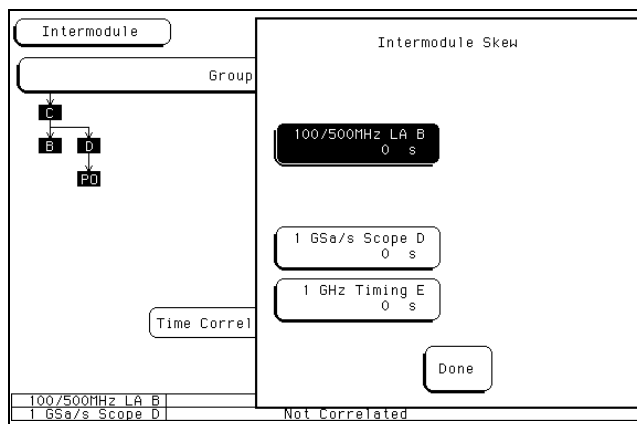 Intermodule
Intermodule Skew
Group
C
B D
PO
100/500MHz LA B
0 s
1 GSa/s Scope D
0 s
1 GHz Timing E
0 s
Time Correl
Done
100/500MHz LA B
1 GSa/s Scope D
Not Correlated